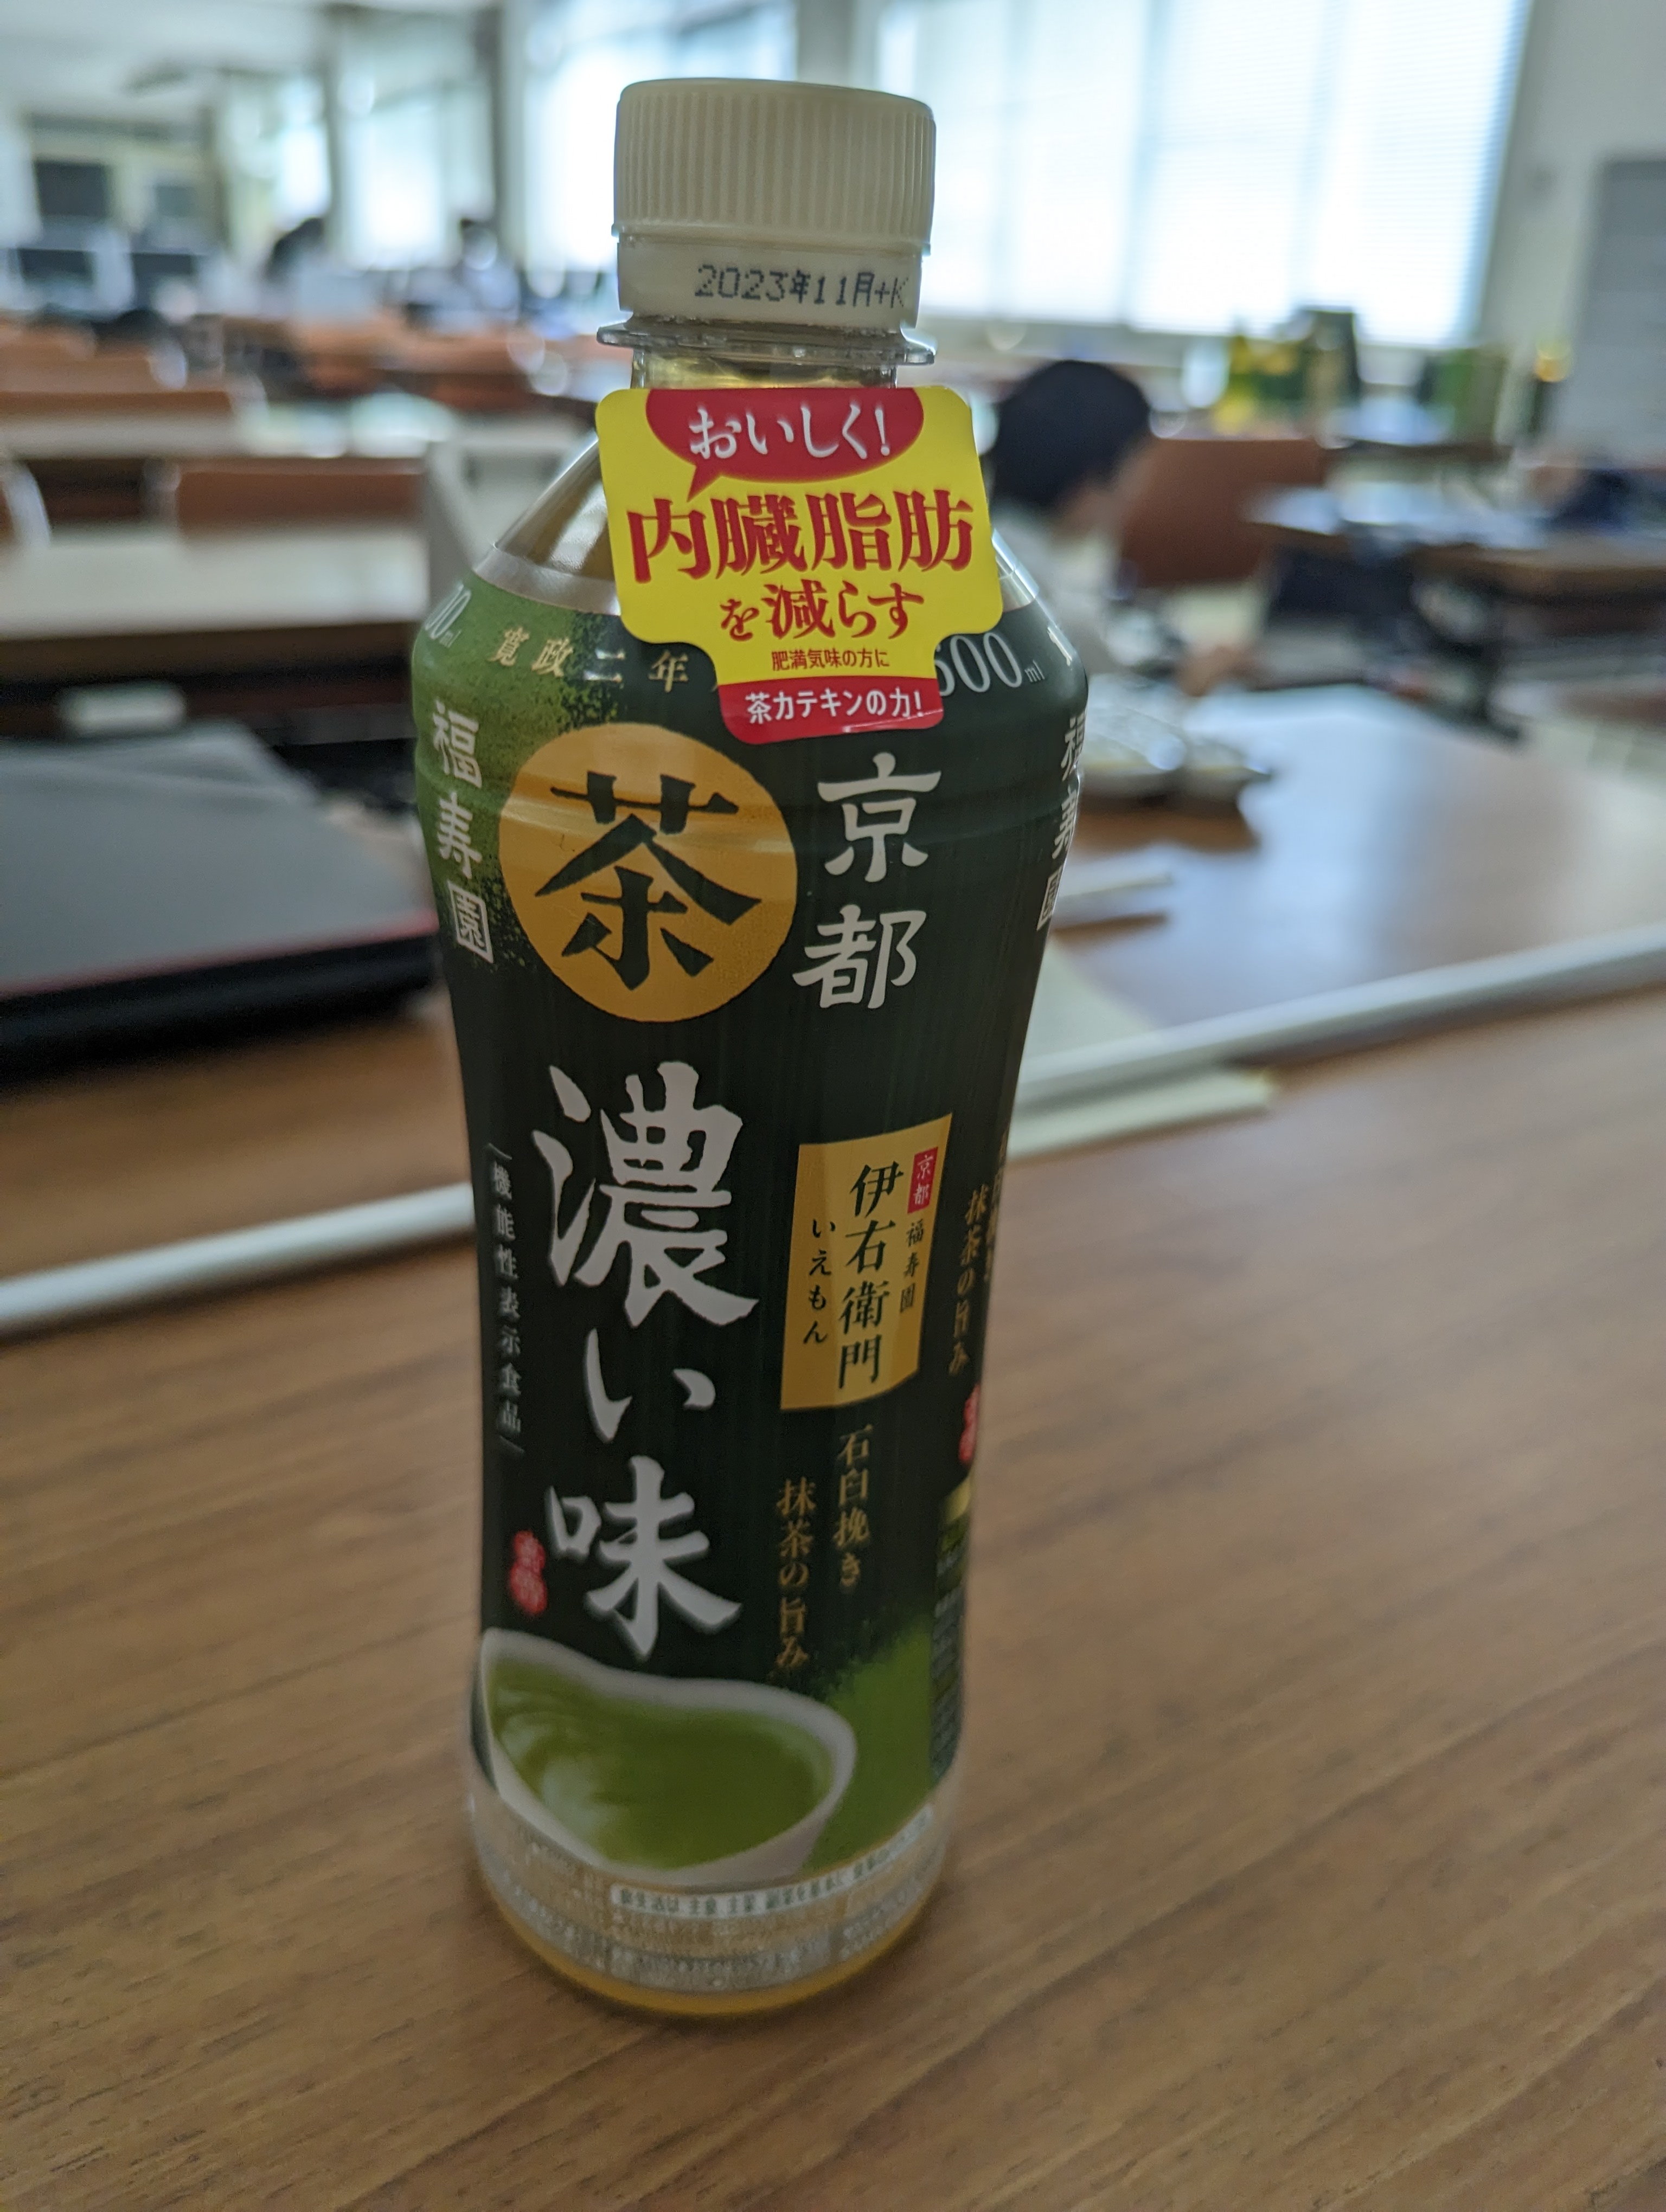 2023年11月+K
おいしく!
内臓脂肪
を減らす
肥満気味の方に
茶カテキンの力!
寛政二年
600ml
福寿園
茶
京都
濃い味
機能性表示食品
京都
福寿園
伊右衛門
いえもん
石臼挽き
抹茶の旨み
福寿園
抹茶の旨み